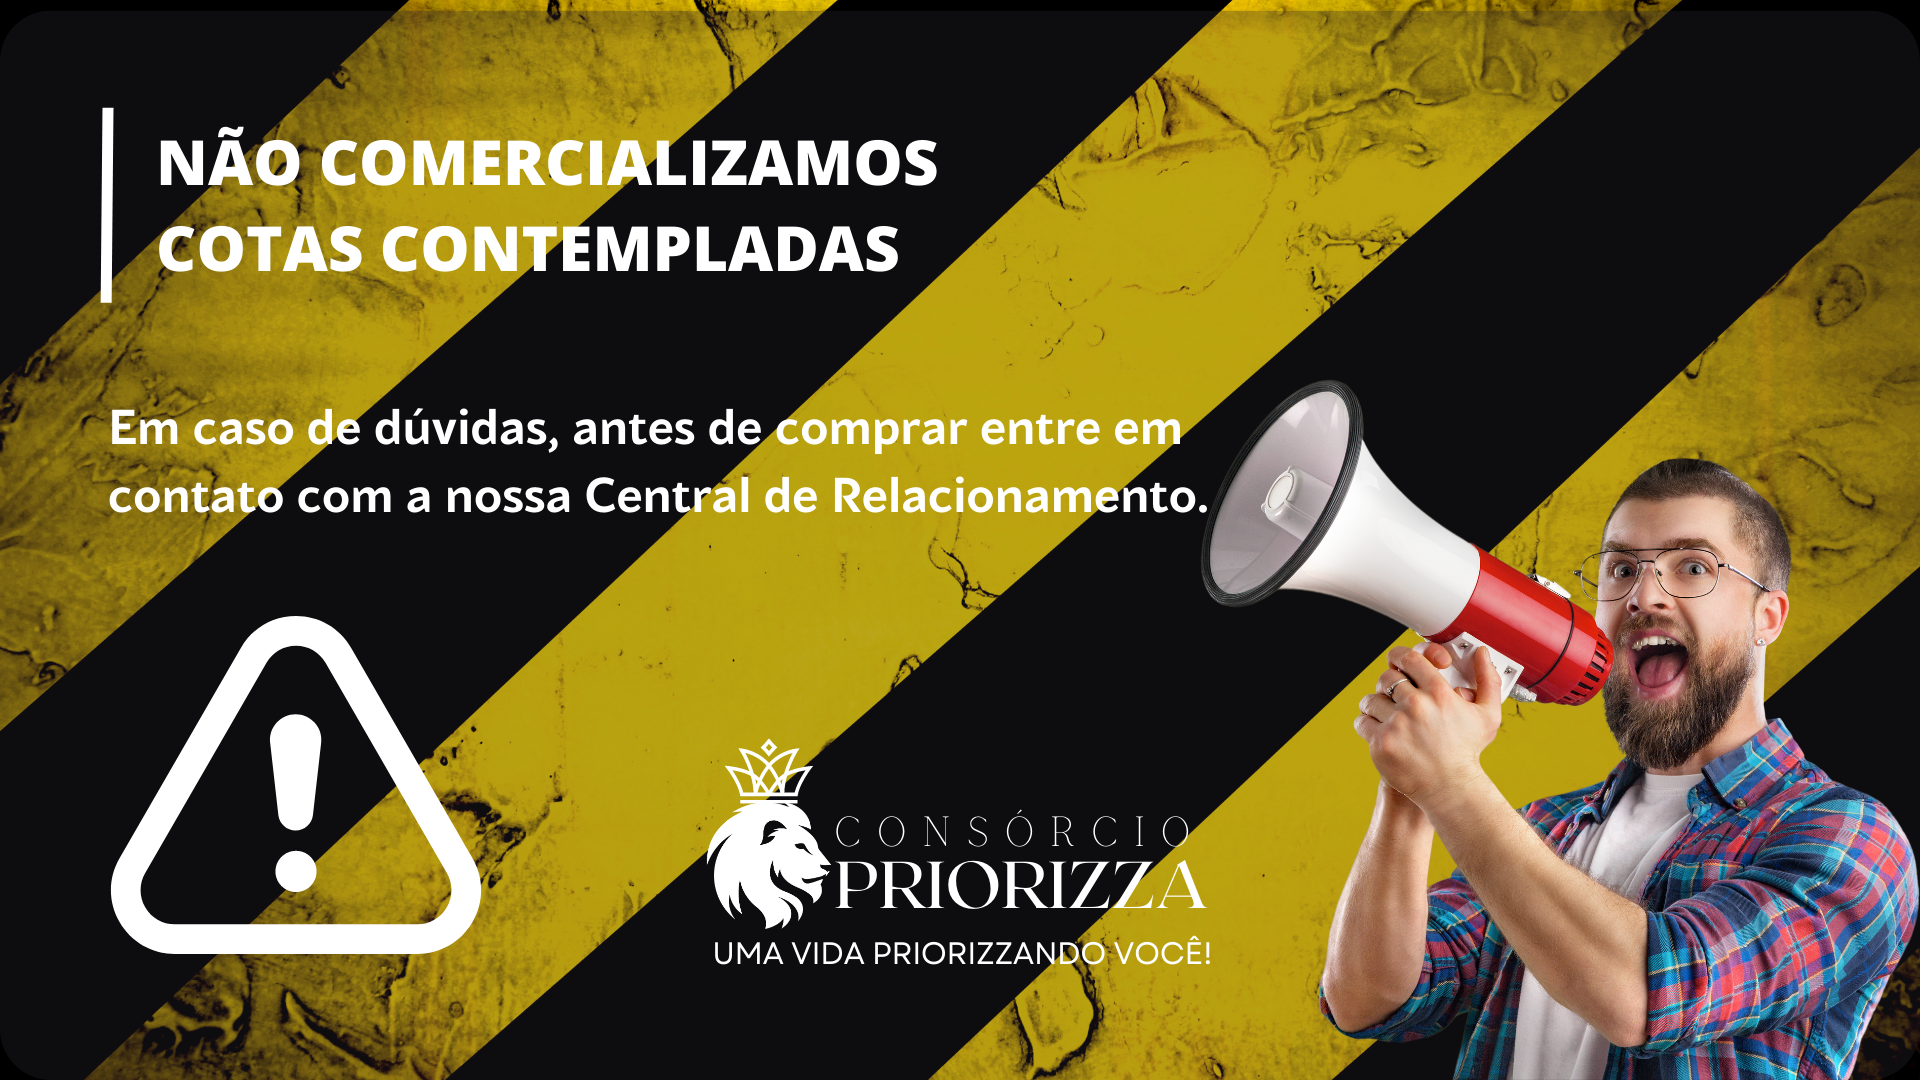 NÃO COMERCIALIZAMOS
COTAS CONTEMPLADAS
Em caso de dúvidas, antes de comprar entre em
contato com a nossa Central de Relacionamento.
CONSÓRCIO
PRIORIZZA
UMA VIDA PRIORIZZANDO VOCÊ!